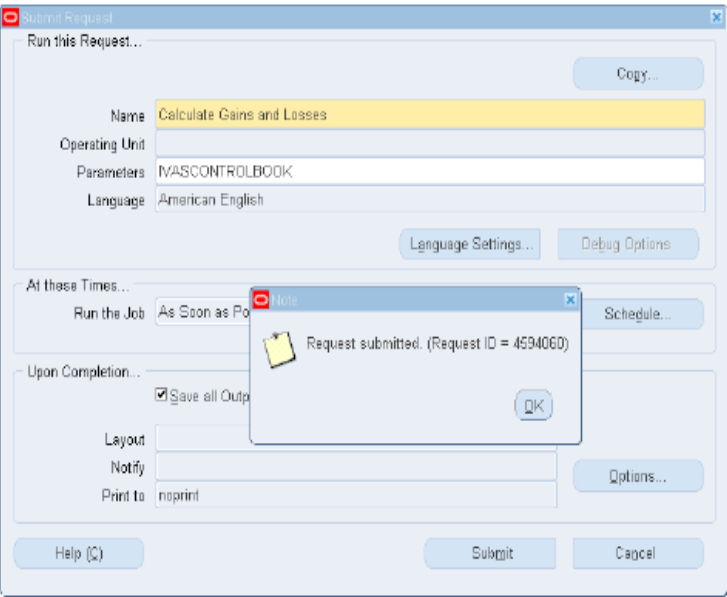 Submit Request
Run this Request...
Copy...
Name Calculate Gains and Losses
Operating Unit
Parameters IVASCONTROLBOOK
Language American English
Language Settings... Debug Options
At these Times...
Run the Job As Soon as Po
Schedule...
Note
Request submitted. (Request ID = 4594060)
OK
Upon Completion...
Save all Outp
Layout
Notify
Options...
Print to noprint
Help (C) Submit Cancel